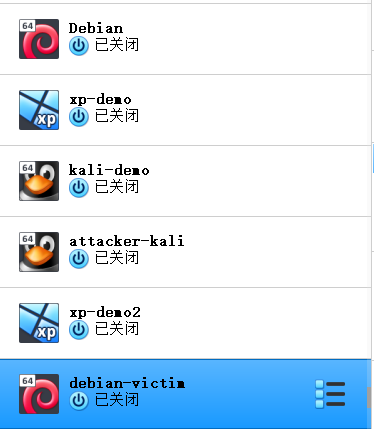 64
Debian
已关闭
xp
xp-demo
已关闭
64
kali-demo
已关闭
64
attacker-kali
已关闭
xp
xp-demo2
已关闭
64
debian-victim
已关闭